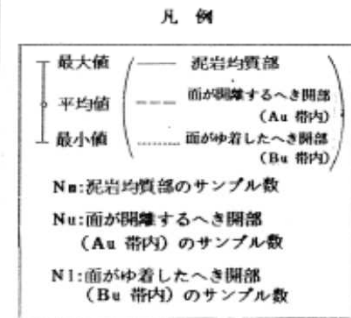 凡 例
最大値 泥岩均質部
平均値 面が開離するへき開部
(Au 帯内)
最小値 面がゆ着したへき開部
(Bu 帯内)
Nm:泥岩均質部のサンプル数
Nu:面が開離するへき開部
(Au 帯内)のサンプル数
Nl:面がゆ着したへき開部
(Bu 帯内)のサンプル数